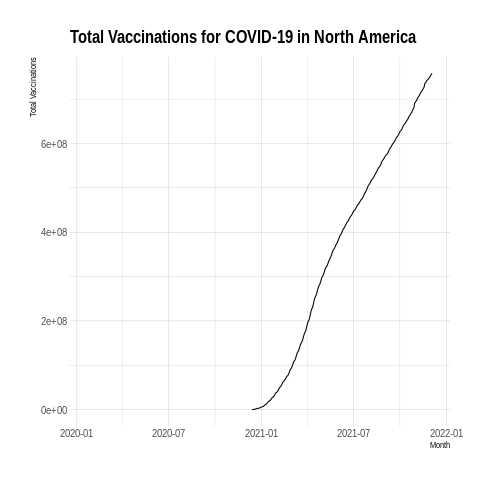 Total Vaccinations for COVID-19 in North America
Total Vaccinations
6e+08
4e+08
2e+08
0e+00
2020-01 2020-07 2021-01 2021-07 2022-01
Month